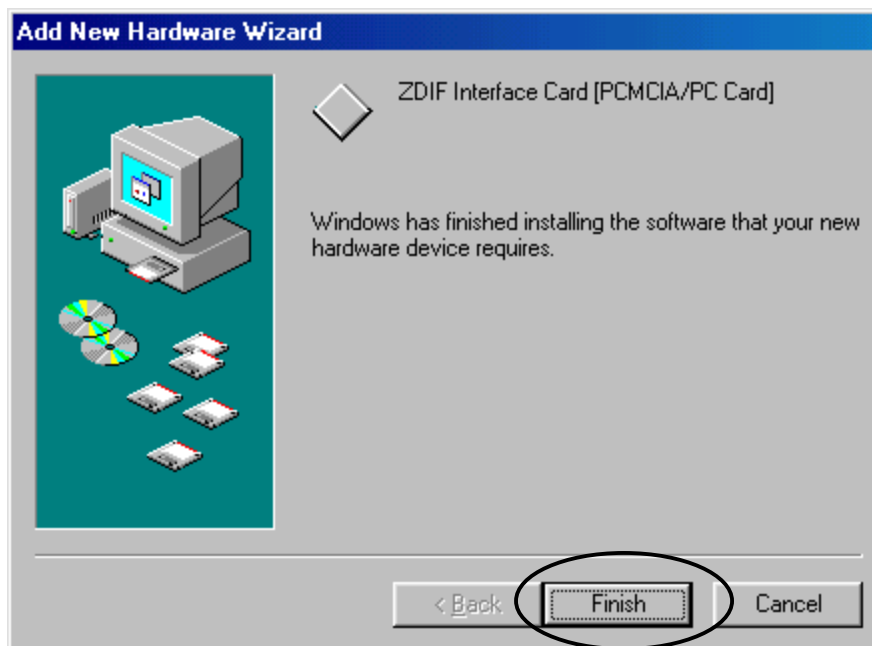 Add New Hardware Wizard
ZDIF Interface Card [PCMCIA/PC Card]
Windows has finished installing the software that your new
hardware device requires.
< Back
Finish
Cancel